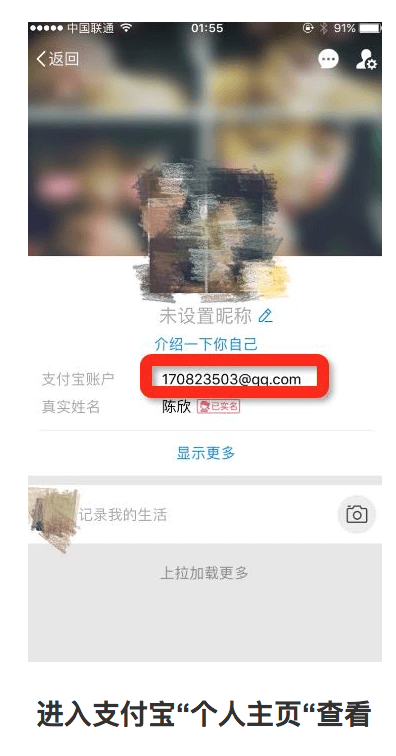 中国联通 01:55 91%
返回
未设置昵称
介绍一下你自己
支付宝账户 170823503@qq.com
真实姓名 陈欣 已实名
显示更多
记录我的生活
上拉加载更多
进入支付宝“个人主页“查看